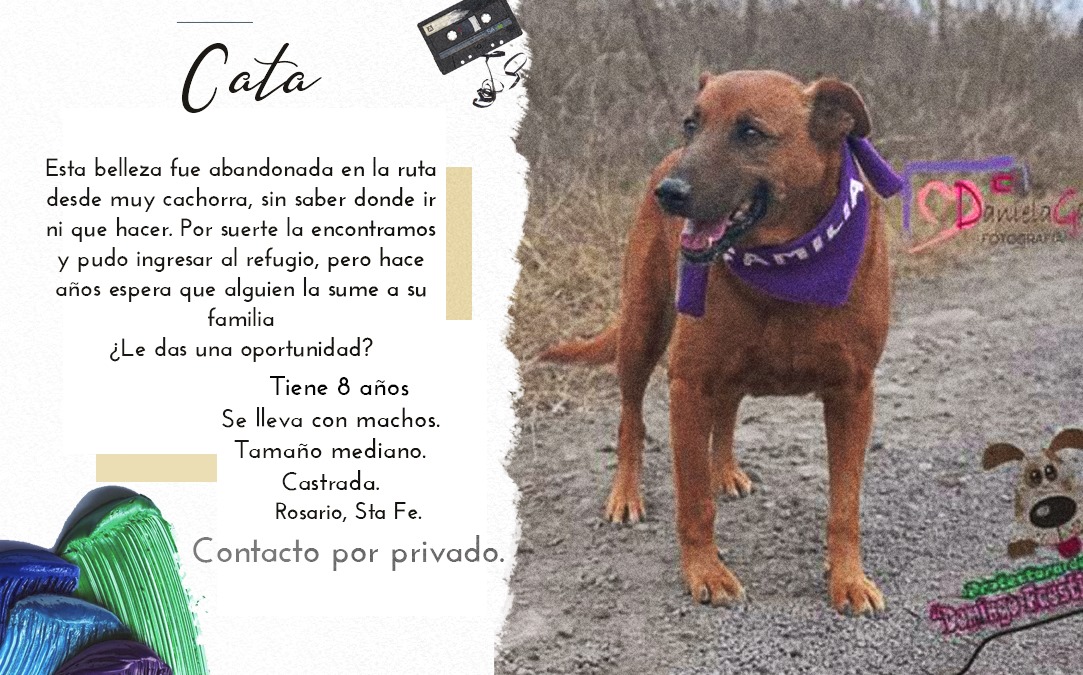 Cata
Esta belleza fue abandonada en la ruta
desde muy cachorra, sin saber donde ir
ni que hacer. Por suerte la encontramos
y pudo ingresar al refugio, pero hace
años espera que alguien la sume a su
familia
¿Le das una oportunidad?
Tiene 8 años
Se lleva con machos.
Tamaño mediano.
Castrada.
Rosario, Sta Fe.
Contacto por privado.
FAMILIA
DanielaG
FOTOGRAFÍA
"Domingo